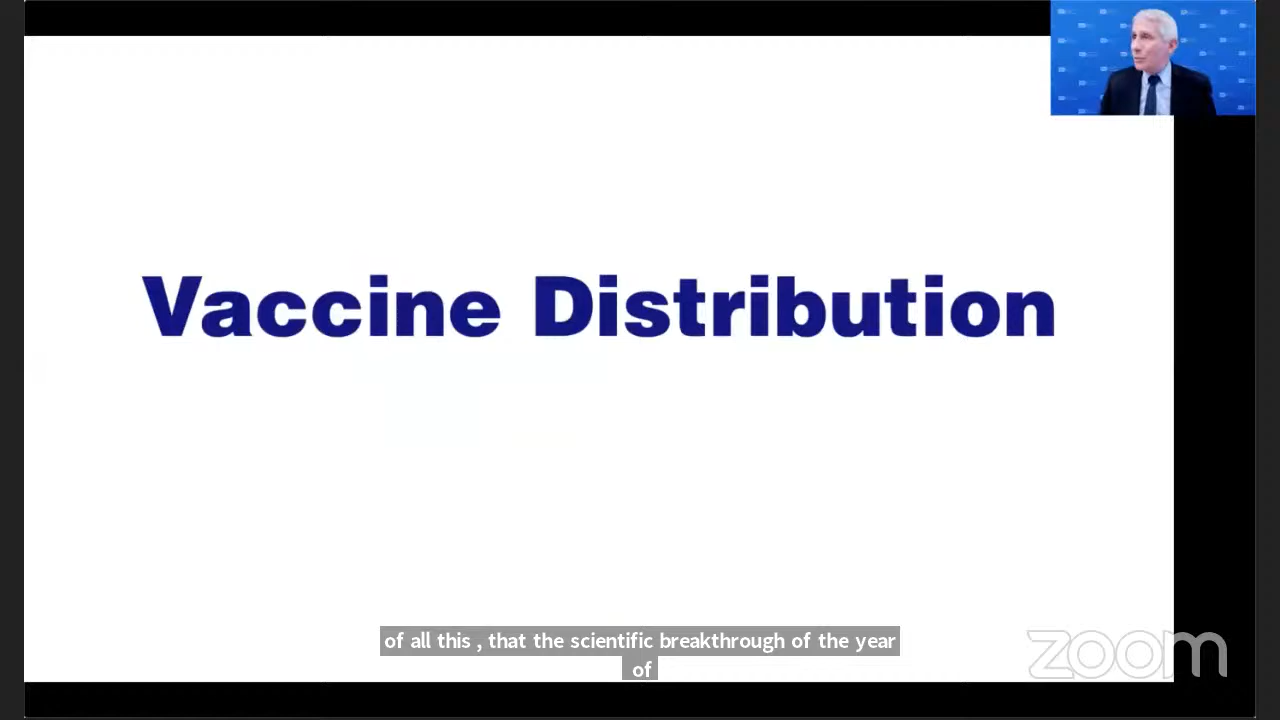 Vaccine Distribution
of all this , that the scientific breakthrough of the year
of
zoom